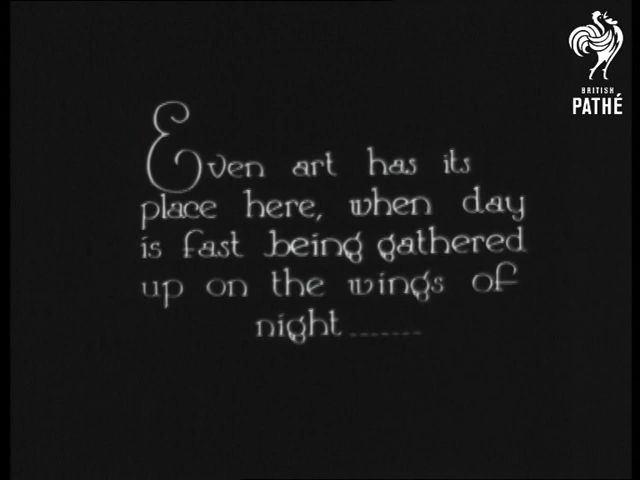 BRITISH
PATHÉ
Even art has its
place here, when day
is fast being gathered
up on the wings of
night........